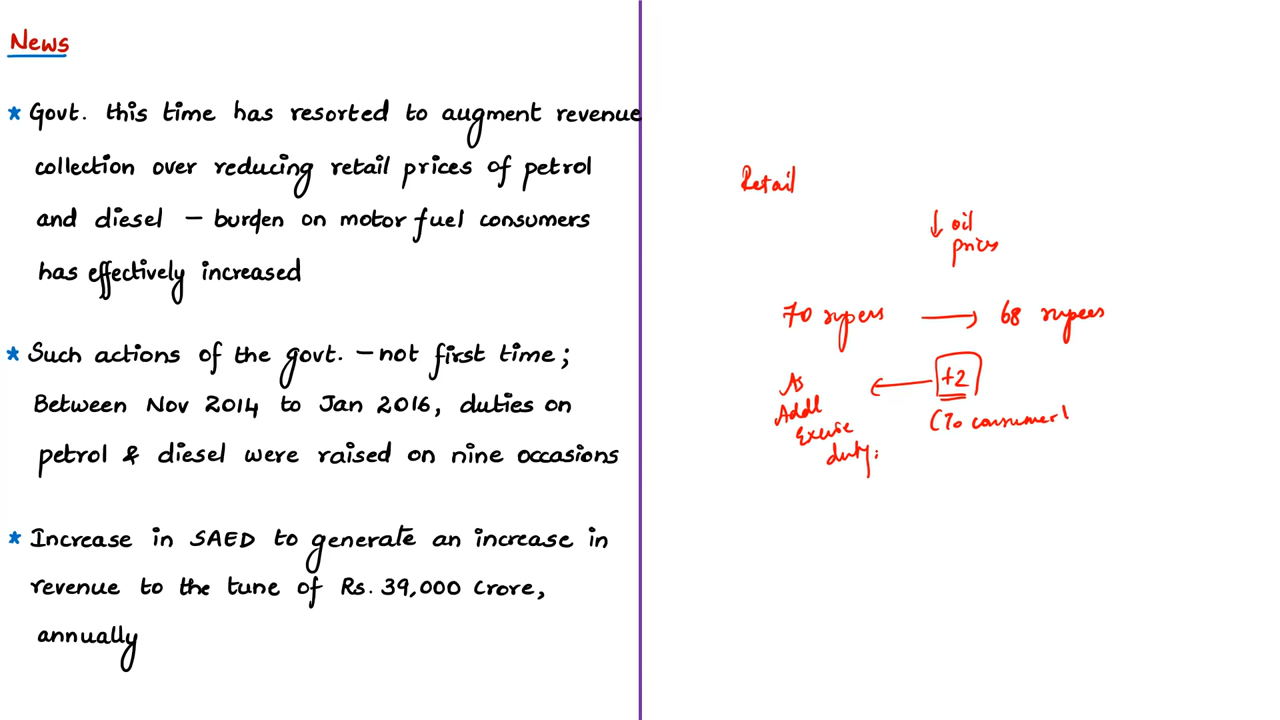 News
* Govt. this time has resorted to augment revenue
collection over reducing retail prices of petrol
and diesel – burden on motor fuel consumers
has effectively increased
* Such actions of the govt. – not first time;
Between Nov 2014 to Jan 2016, duties on
petrol & diesel were raised on nine occasions
* Increase in SAED to generate an increase in
revenue to the tune of Rs. 39,000 Crore,
annually
Retail
↓ oil
prices
70 rupees → 68 rupees
As ← +2
Addl
Excise
duty.
(To consumer)